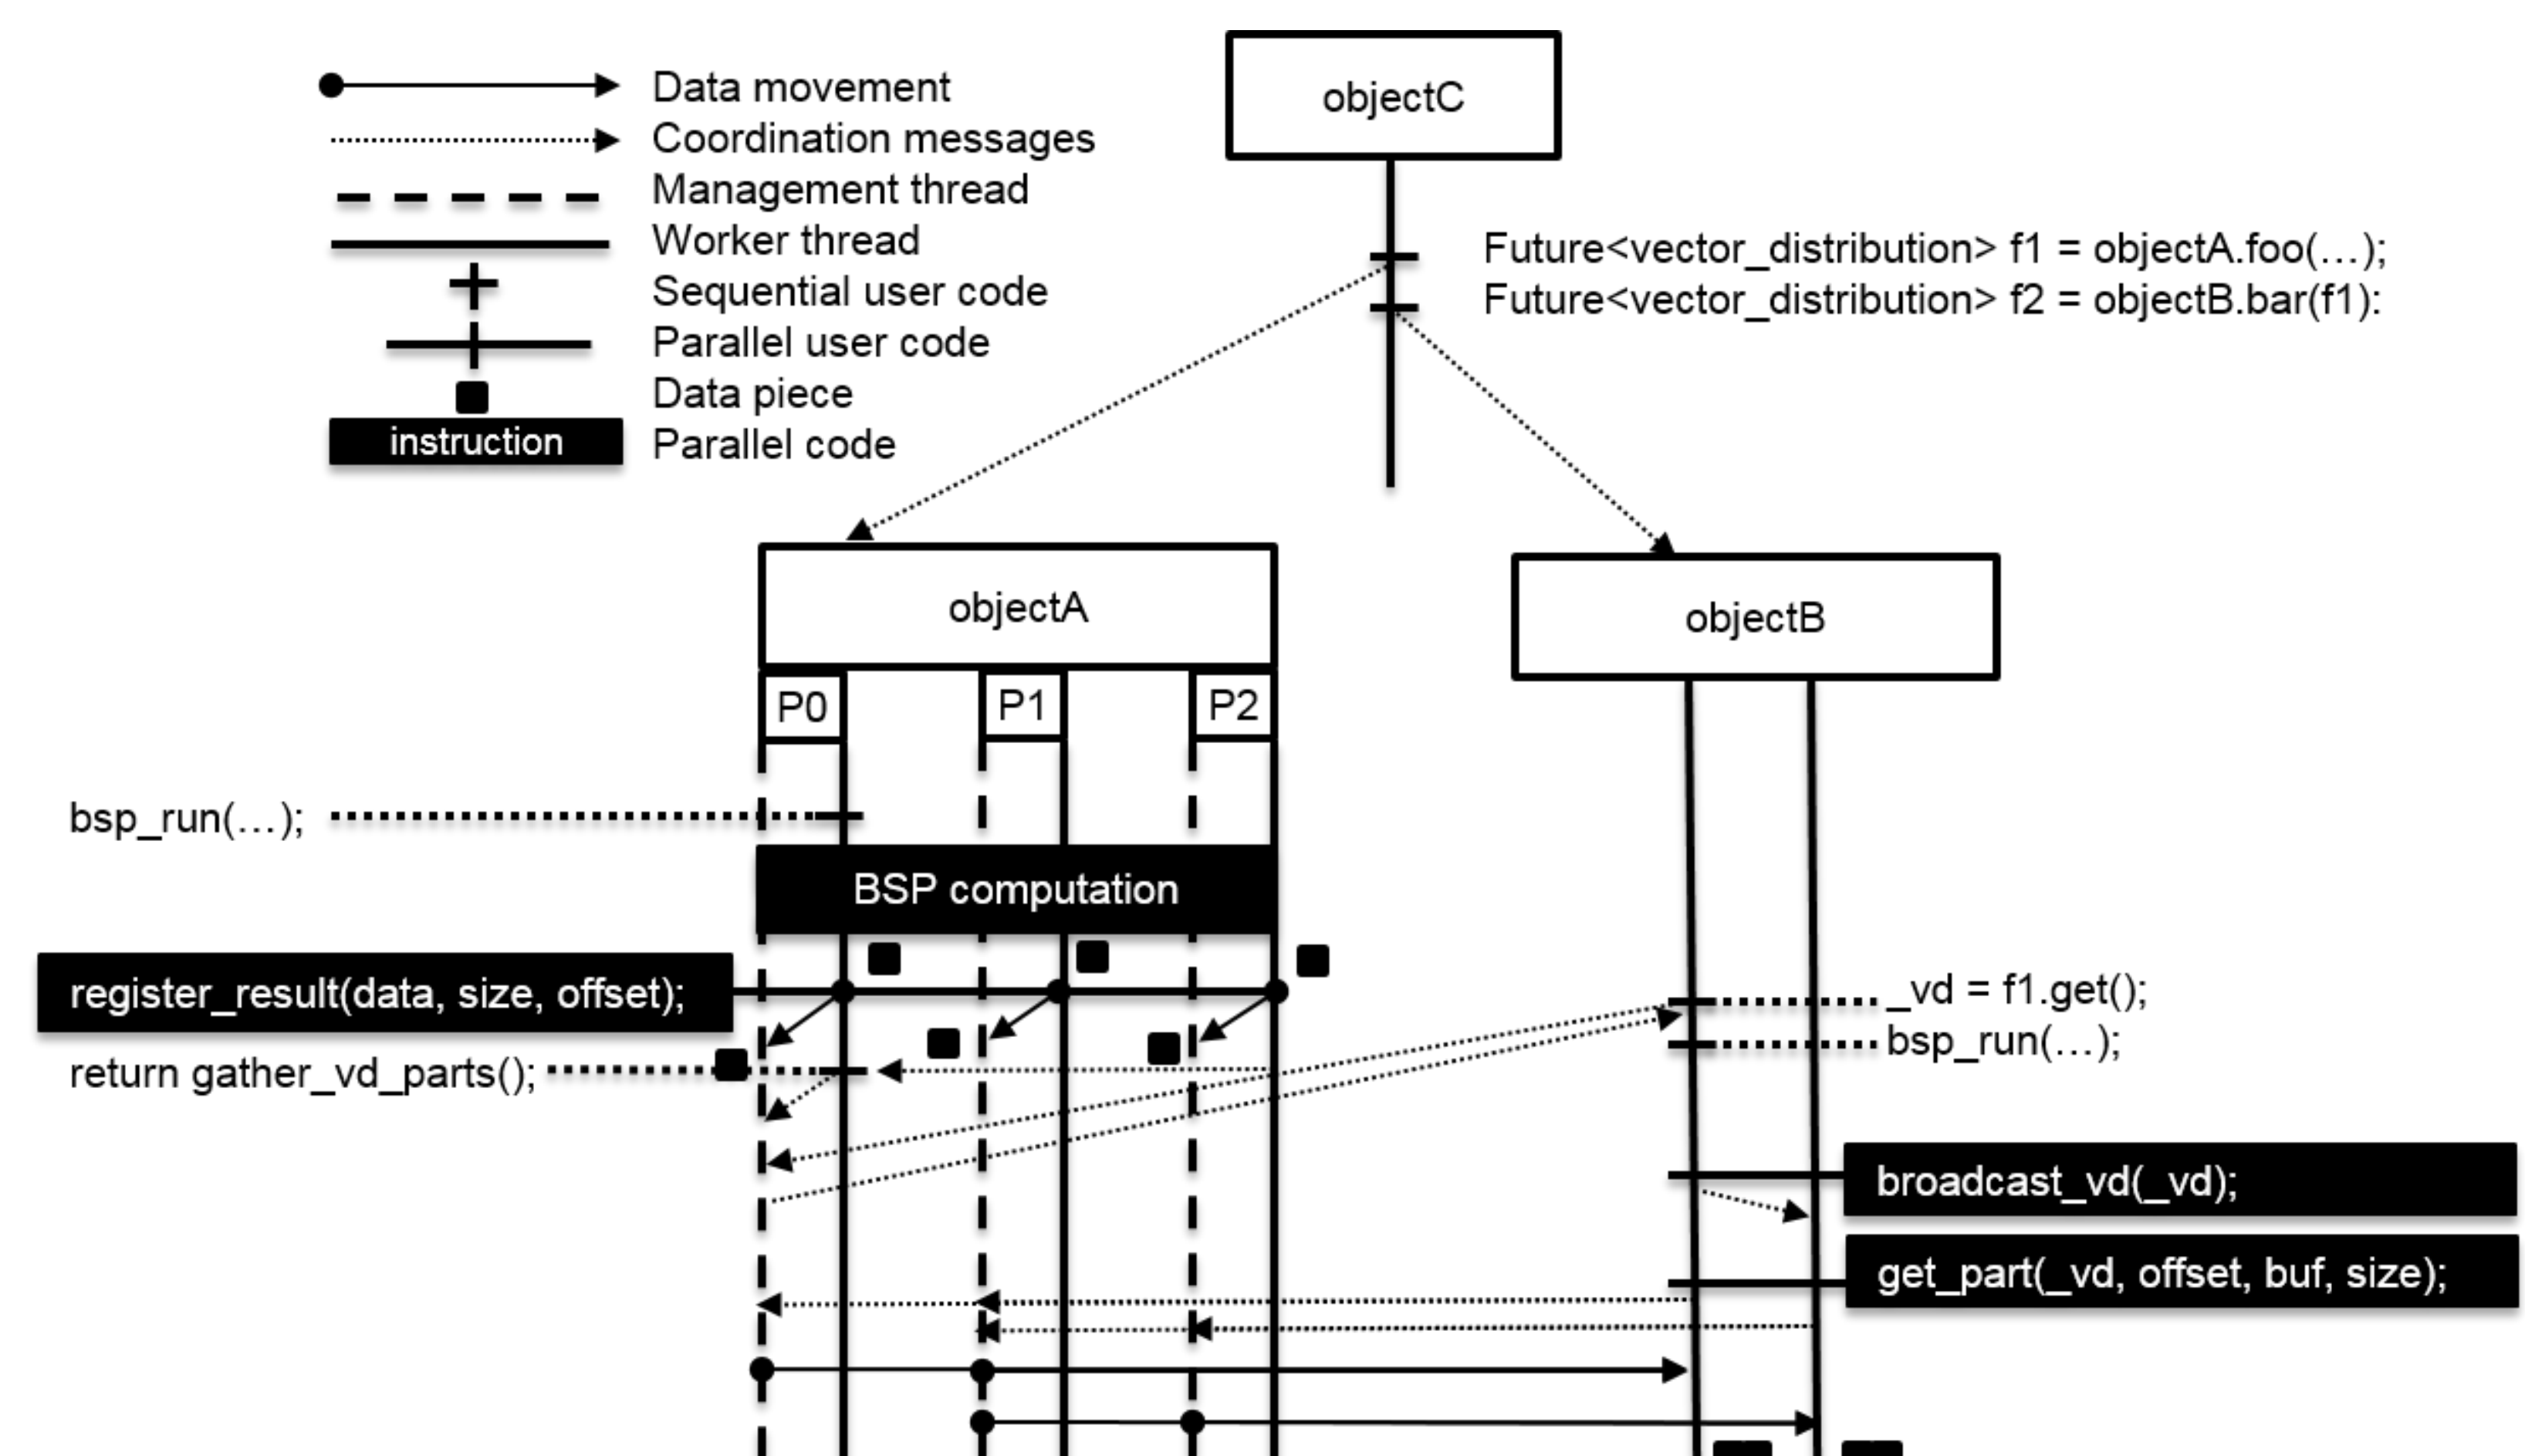 objectC
Data movement
Coordination messages
Management thread
Worker thread
Sequential user code
Parallel user code
Data piece
instruction Parallel code
Future<vector_distribution> f1 = objectA.foo(…);
Future<vector_distribution> f2 = objectB.bar(f1):
objectA
objectB
P0 P1 P2
bsp_run(…);
BSP computation
register_result(data, size, offset);
return gather_vd_parts();
_vd = f1.get();
bsp_run(…);
broadcast_vd(_vd);
get_part(_vd, offset, buf, size);